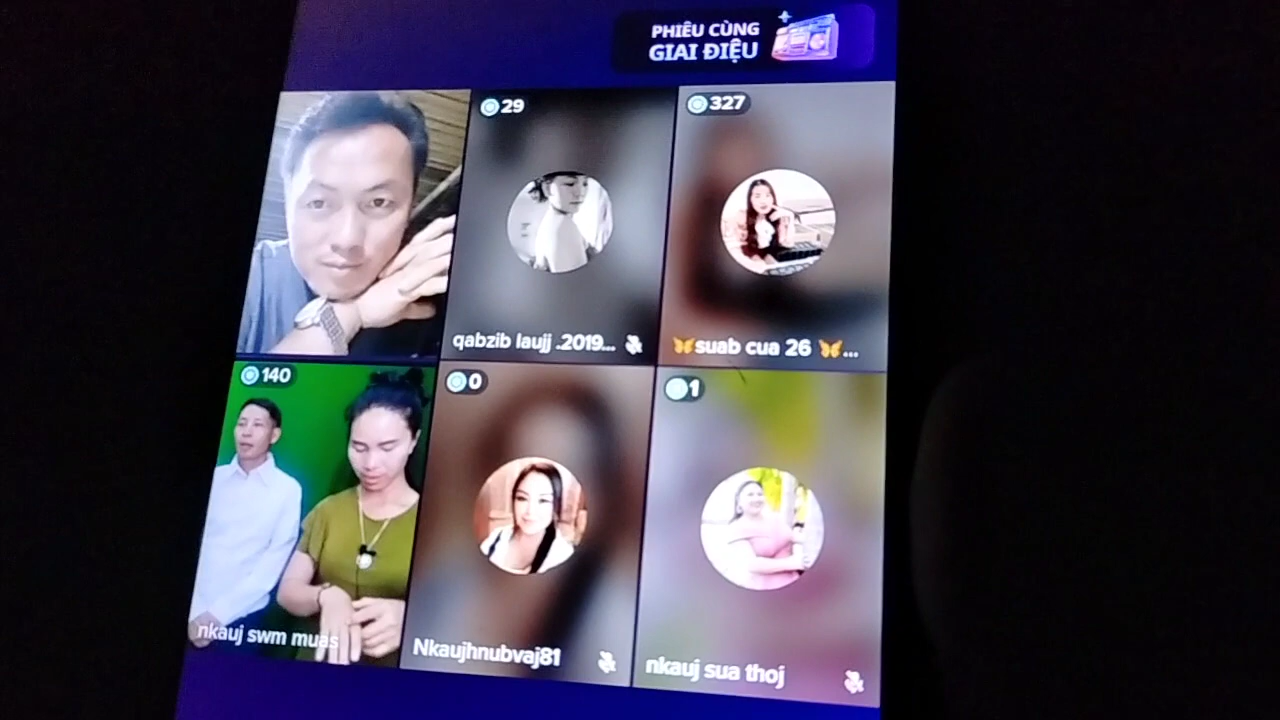 PHIÊU CÙNG
GIAI ĐIỆU
29
327
qabzib laujj .2019...
🦋suab cua 26 🦋...
140
0
1
nkauj swm muas
Nkaujhnubvaj81
nkauj sua thoj